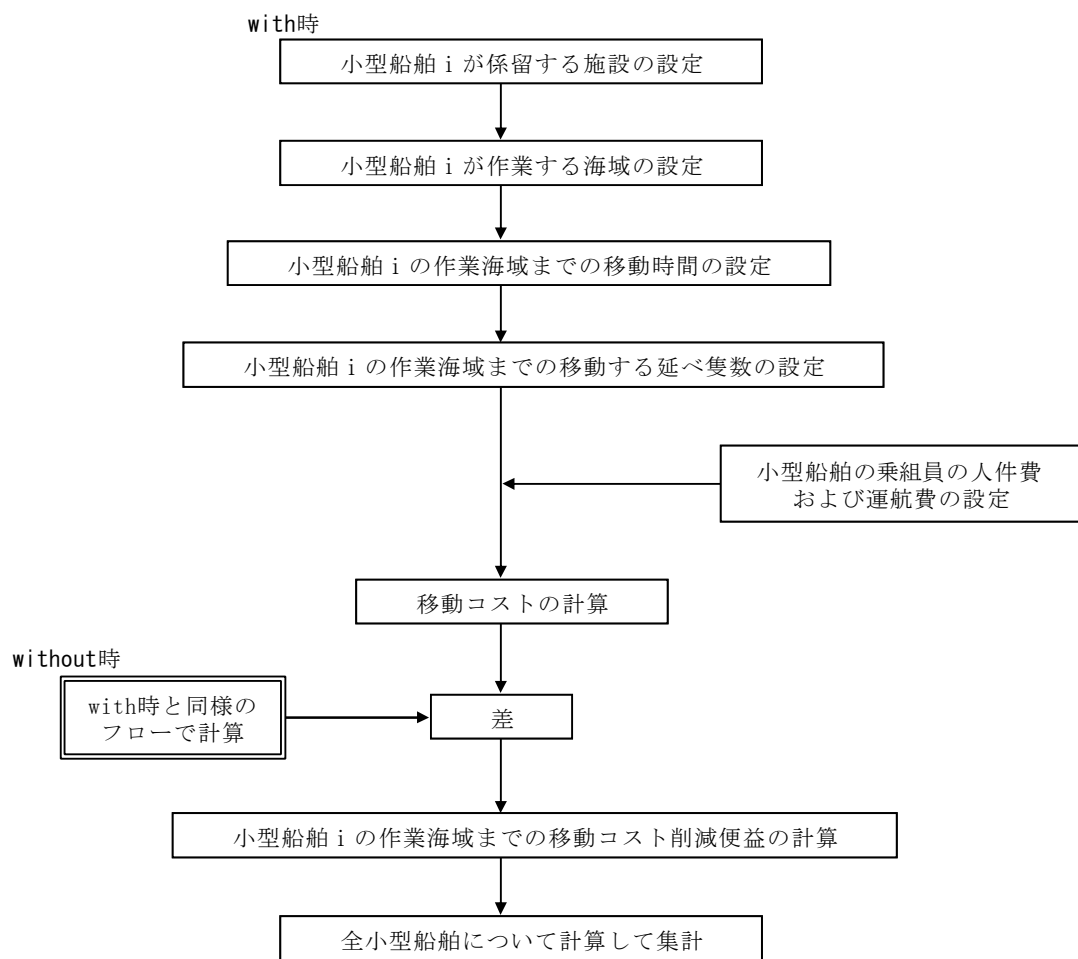 with時
小型船舶ｉが係留する施設の設定
小型船舶ｉが作業する海域の設定
小型船舶ｉの作業海域までの移動時間の設定
小型船舶ｉの作業海域までの移動する延べ隻数の設定
小型船舶の乗組員の人件費
および運航費の設定
移動コストの計算
without時
with時と同様の
フローで計算
差
小型船舶ｉの作業海域までの移動コスト削減便益の計算
全小型船舶について計算して集計